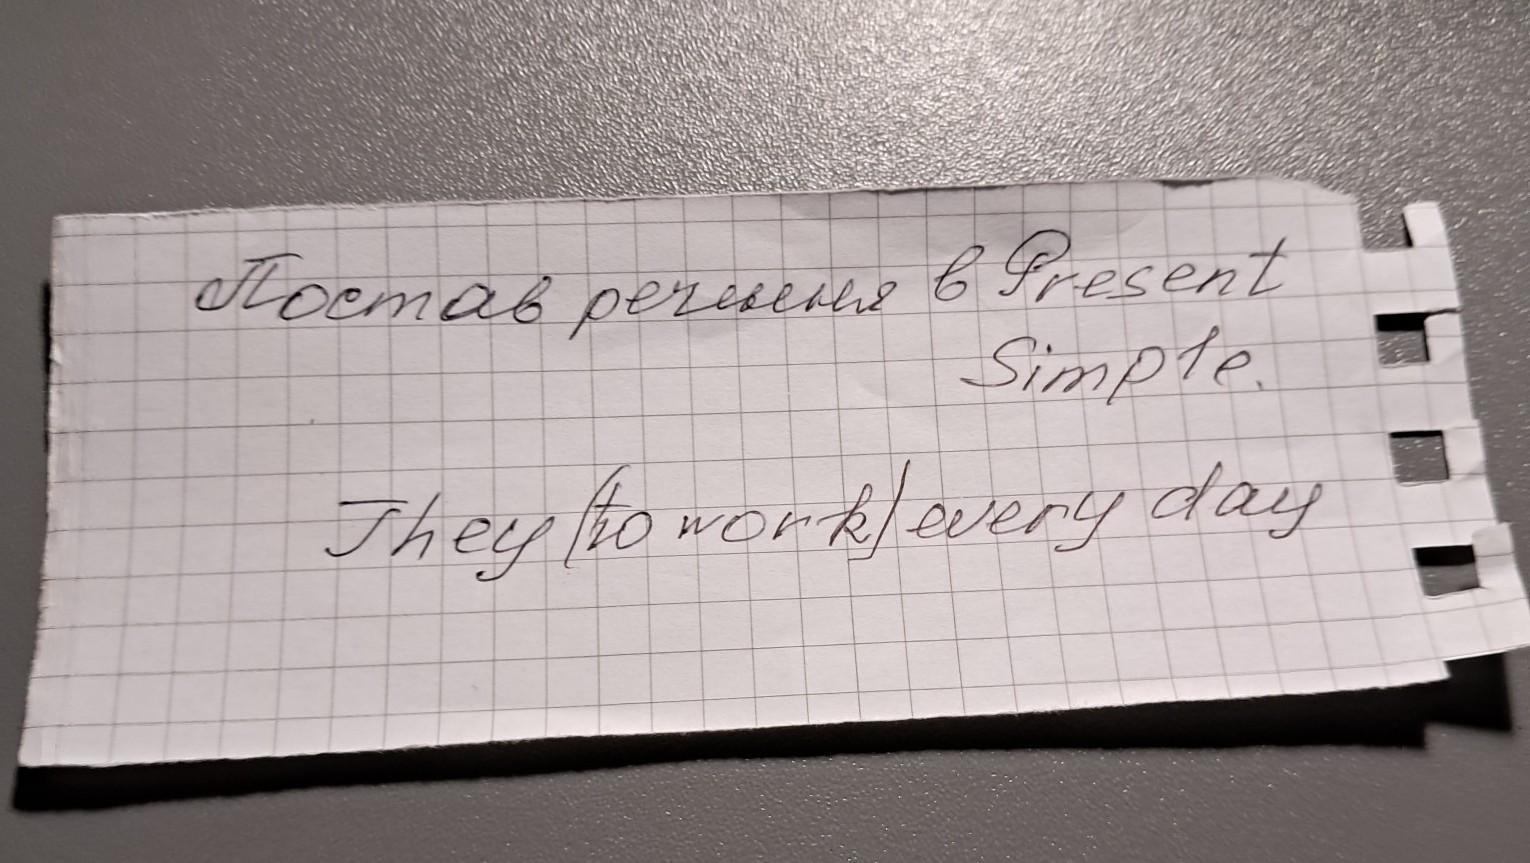 Постав речення в Present
Simple.
They (to work) every day